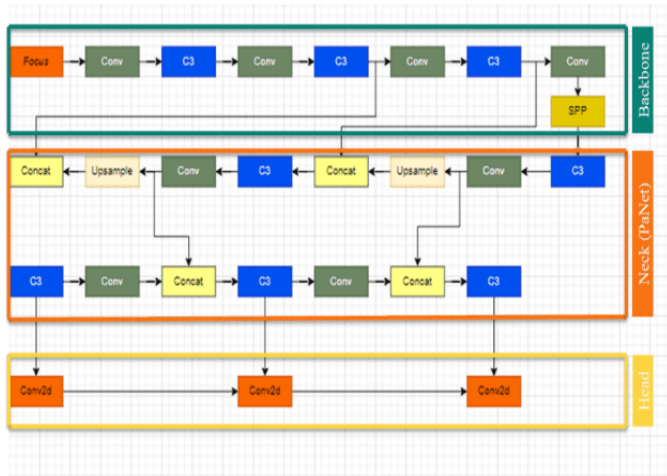 Focus
Conv
C3
Conv
C3
Conv
C3
Conv
SPP
Backbone
Concat
Upsample
Conv
C3
Concat
Upsample
Conv
C3
C3
Conv
Concat
C3
Conv
Concat
C3
Neck (PaNet)
Conv2d
Conv2d
Conv2d
Head